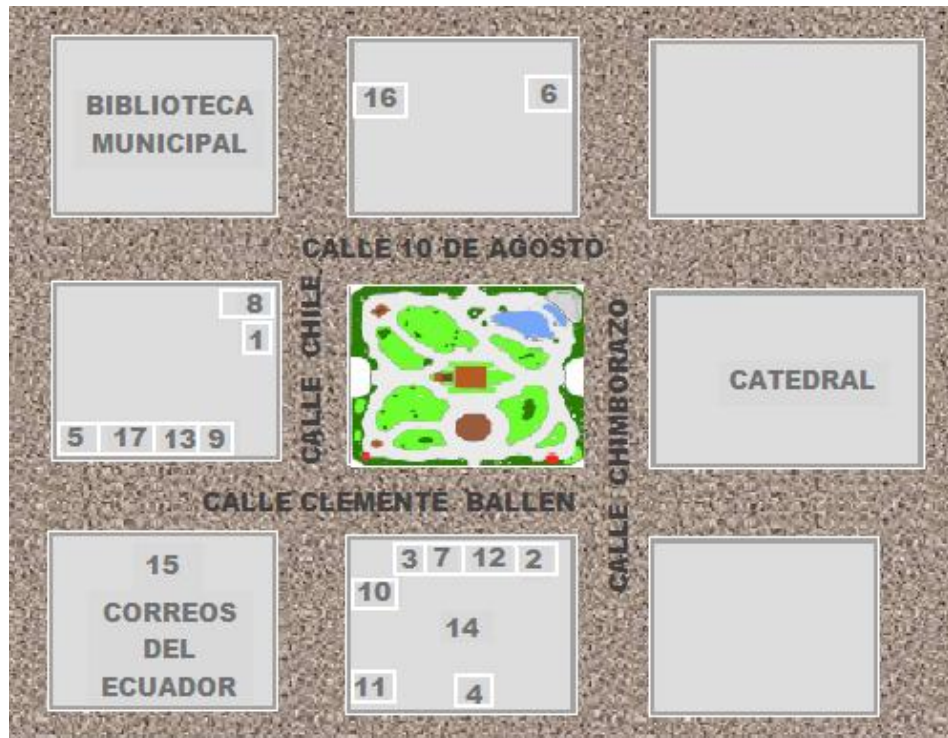 BIBLIOTECA
MUNICIPAL
16
6
CALLE 10 DE AGOSTO
8
1
CALLE CHILE
CALLE CHIMBORAZO
CATEDRAL
5 17 13 9
CALLE CLEMENTE BALLEN
15
CORREOS
DEL
ECUADOR
3 7 12 2
10
14
11
4